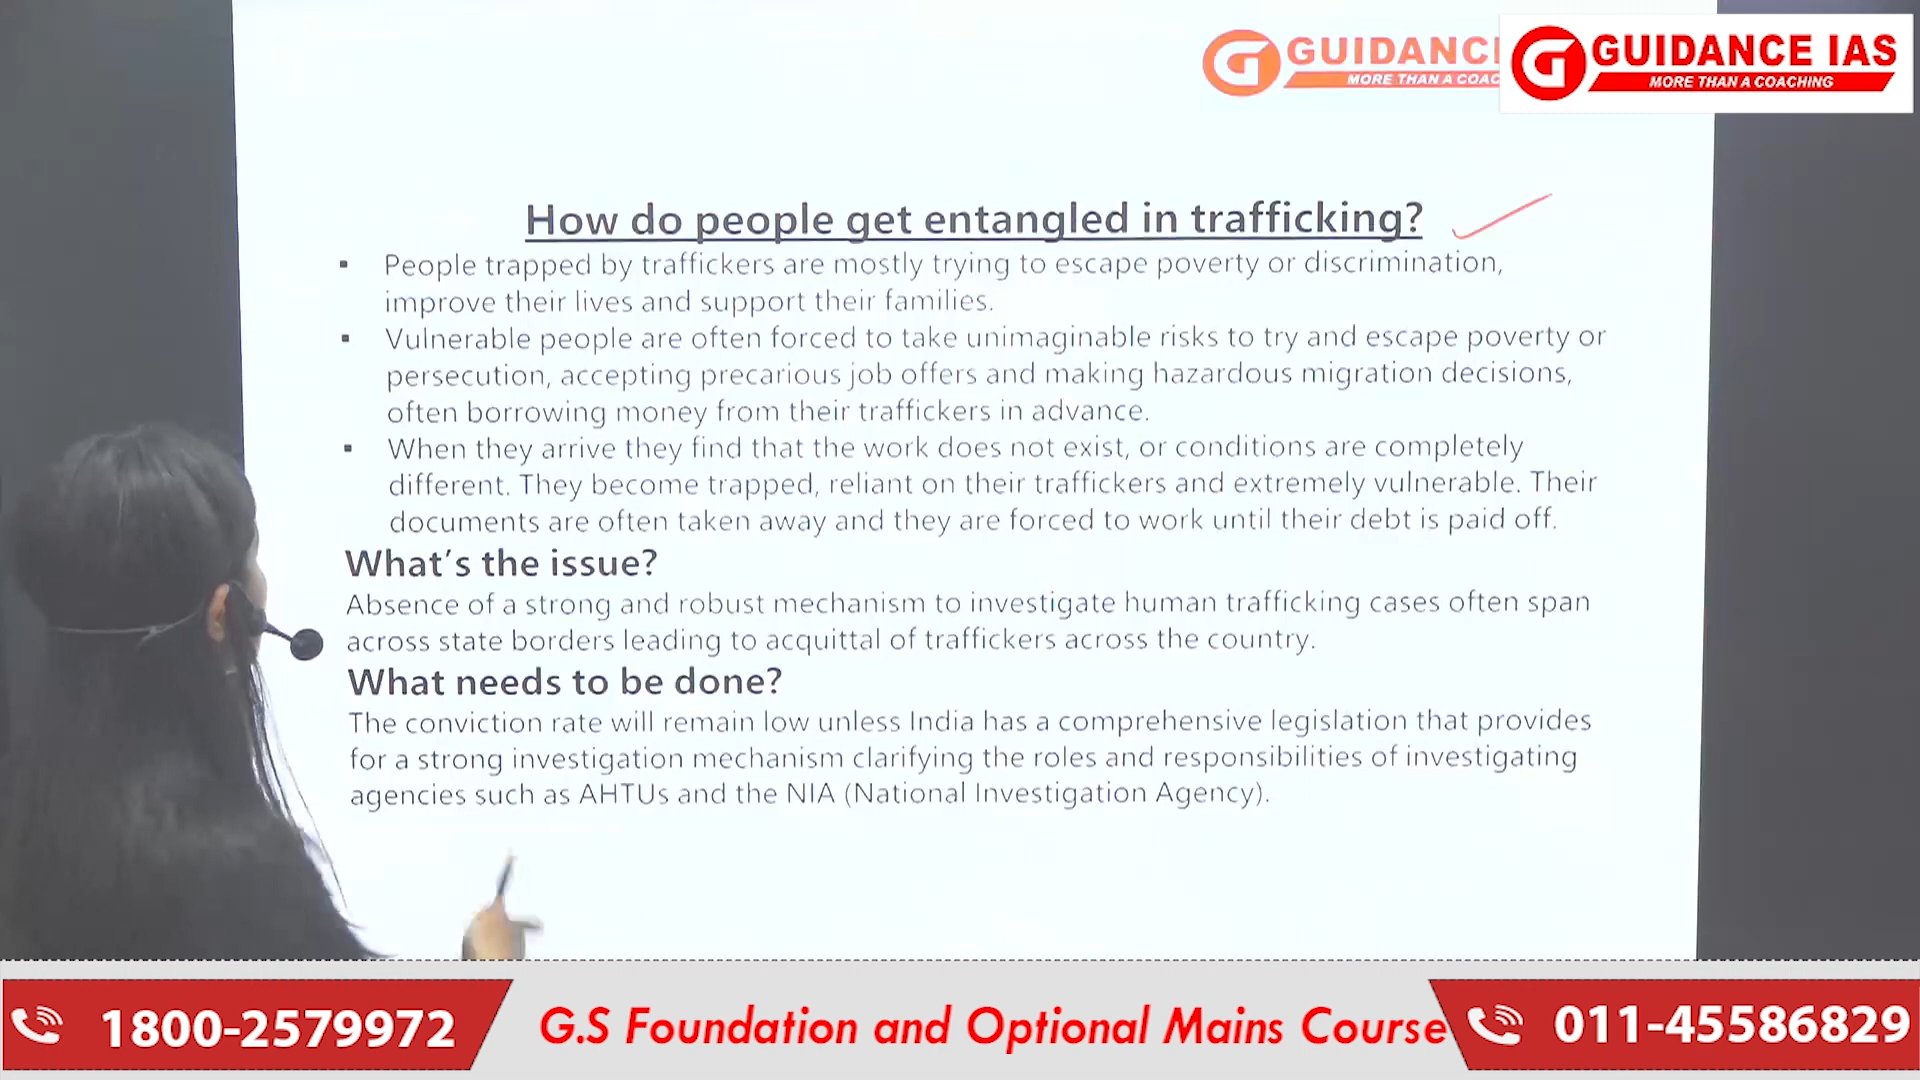 GUIDANC
MORE THAN A COAC
GUIDANCE IAS
MORE THAN A COACHING
How do people get entangled in trafficking?
▪ People trapped by traffickers are mostly trying to escape poverty or discrimination,
improve their lives and support their families.
▪ Vulnerable people are often forced to take unimaginable risks to try and escape poverty or
persecution, accepting precarious job offers and making hazardous migration decisions,
often borrowing money from their traffickers in advance.
▪ When they arrive they find that the work does not exist, or conditions are completely
different. They become trapped, reliant on their traffickers and extremely vulnerable. Their
documents are often taken away and they are forced to work until their debt is paid off.
What's the issue?
Absence of a strong and robust mechanism to investigate human trafficking cases often span
across state borders leading to acquittal of traffickers across the country.
What needs to be done?
The conviction rate will remain low unless India has a comprehensive legislation that provides
for a strong investigation mechanism clarifying the roles and responsibilities of investigating
agencies such as AHTUs and the NIA (National Investigation Agency).
1800-2579972
G.S Foundation and Optional Mains Course
011-45586829